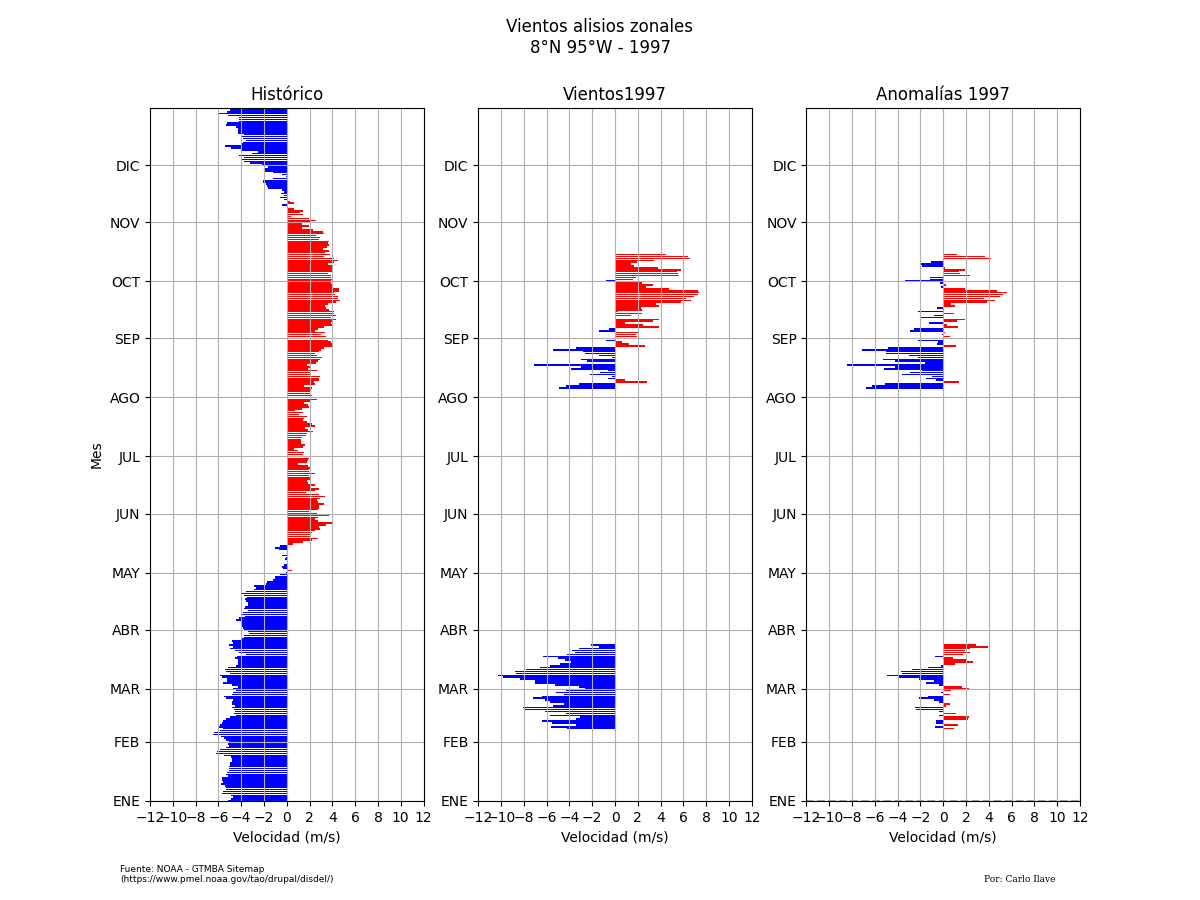 Vientos alisios zonales
8°N 95°W - 1997
Histórico
Vientos1997
Anomalías 1997
Mes
DIC
NOV
OCT
SEP
AGO
JUL
JUN
MAY
ABR
MAR
FEB
ENE
−12 −10 −8 −6 −4 −2 0 2 4 6 8 10 12
Velocidad (m/s)
DIC
NOV
OCT
SEP
AGO
JUL
JUN
MAY
ABR
MAR
FEB
ENE
−12 −10 −8 −6 −4 −2 0 2 4 6 8 10 12
Velocidad (m/s)
DIC
NOV
OCT
SEP
AGO
JUL
JUN
MAY
ABR
MAR
FEB
ENE
−12 −10 −8 −6 −4 −2 0 2 4 6 8 10 12
Velocidad (m/s)
Fuente: NOAA - GTMBA Sitemap
(https://www.pmel.noaa.gov/tao/drupal/disdel/)
Por: Carlo Ilave